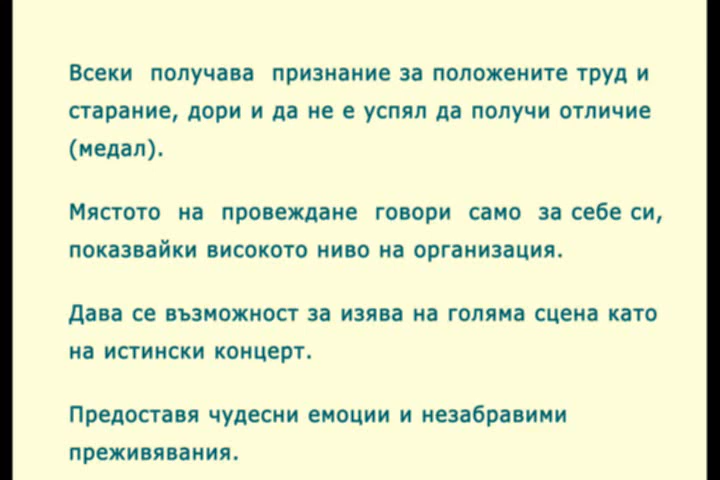 Всеки получава признание за положените труд и
старание, дори и да не е успял да получи отличие
(медал).
Мястото на провеждане говори само за себе си,
показвайки високото ниво на организация.
Дава се възможност за изява на голяма сцена като
на истински концерт.
Предоставя чудесни емоции и незабравими
преживявания.